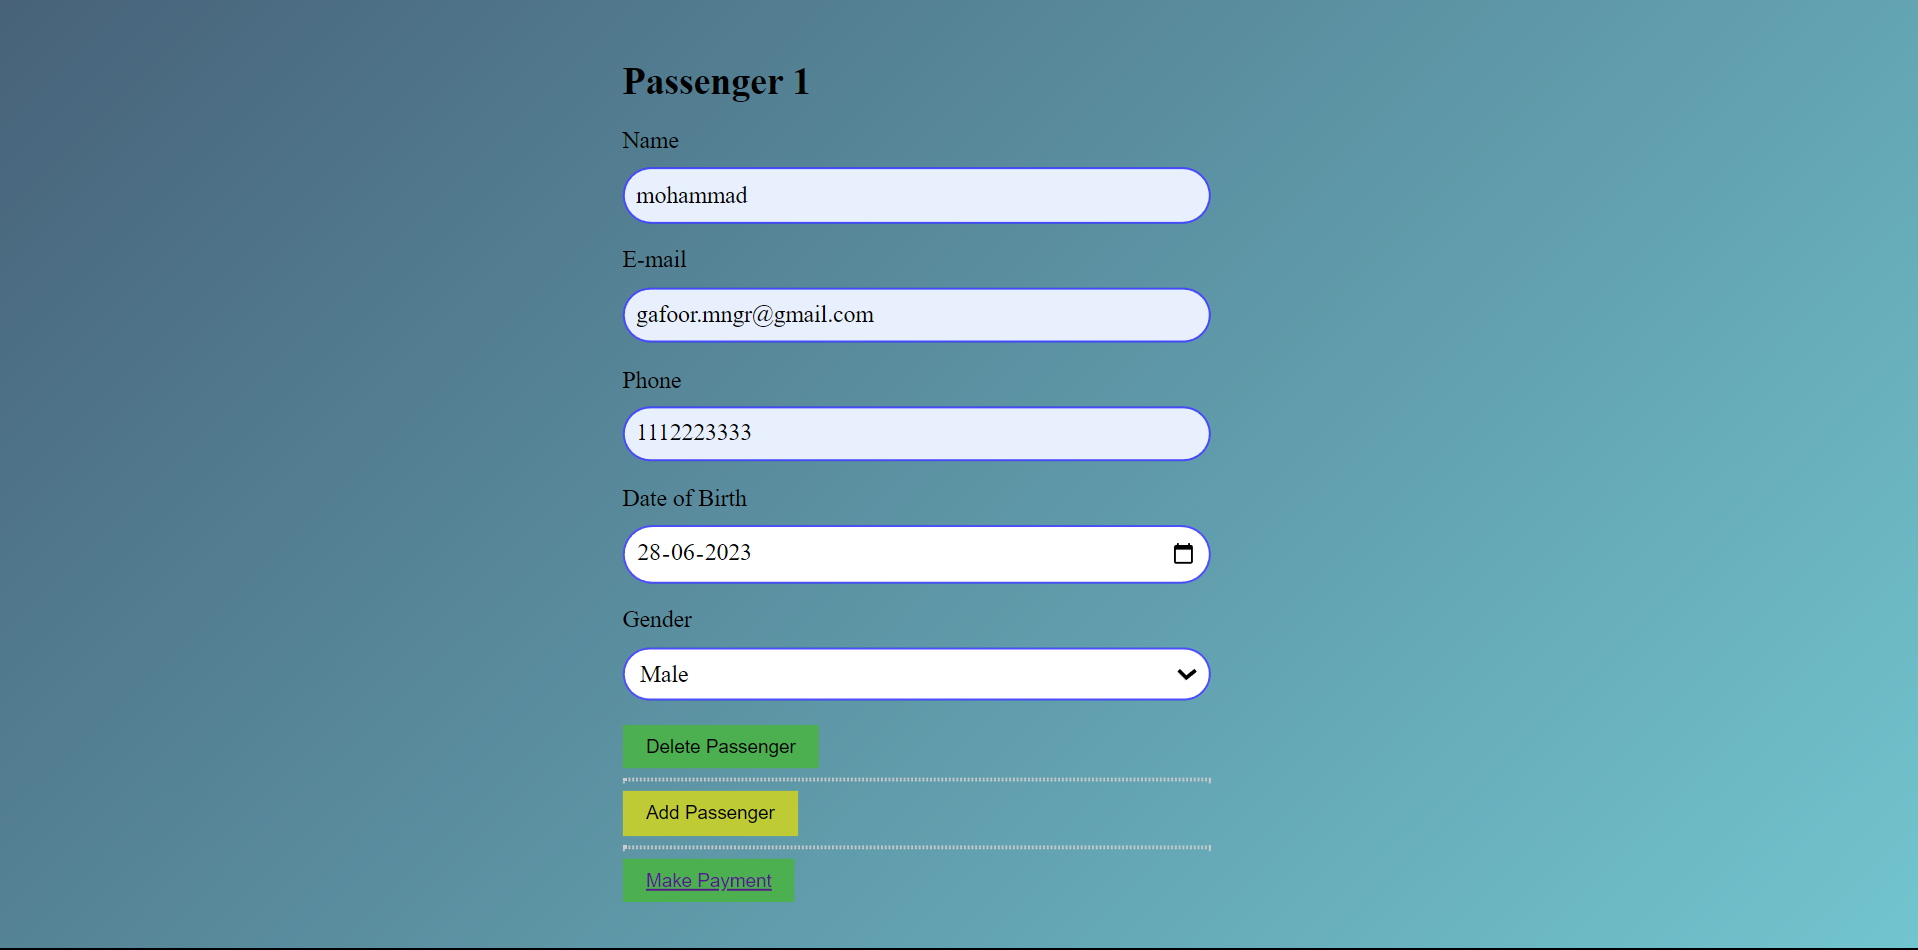 Passenger 1
Name
mohammad
E-mail
gafoor.mngr@gmail.com
Phone
1112223333
Date of Birth
28-06-2023
Gender
Male
Delete Passenger
Add Passenger
Make Payment